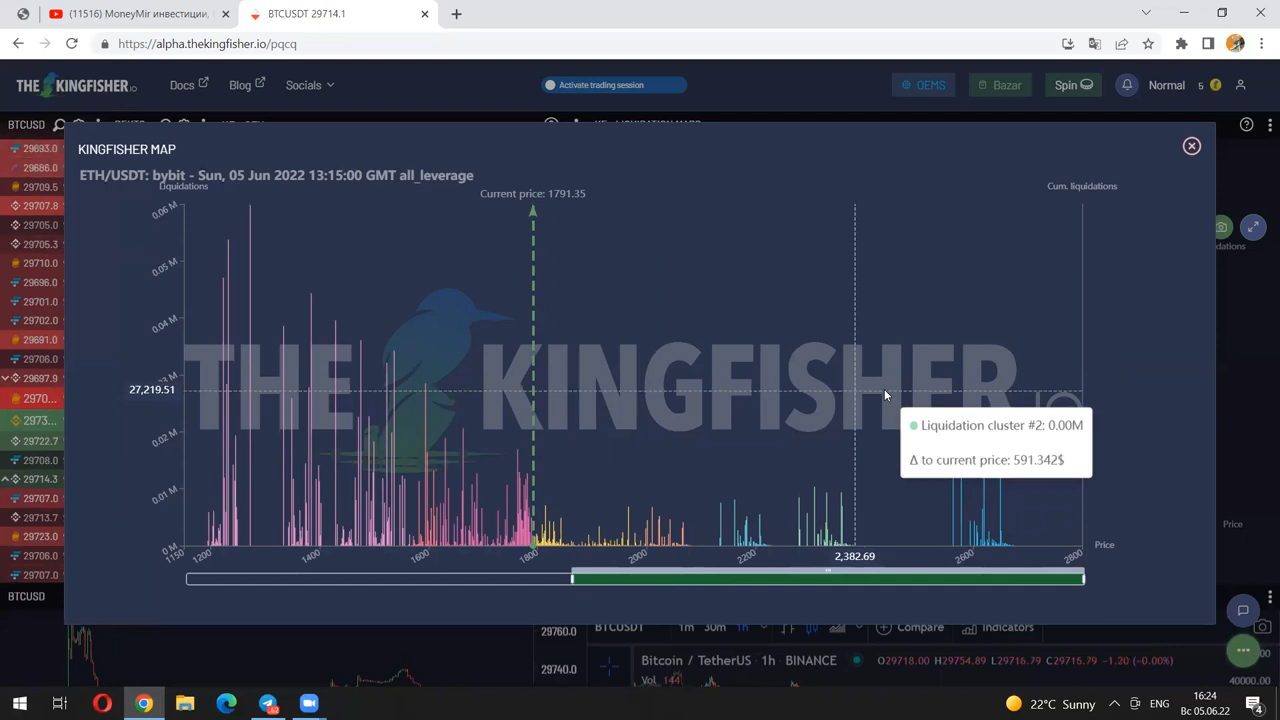 (11516) MoneyMir инвестиции,
BTCUSDT 29714.1
https://alpha.thekingfisher.io/pqcq
THE KINGFISHER.IO
Docs
Blog
Socials
Activate trading session
OEMS
Bazar
Spin
Normal
5
BTCUSD
29693.0
29686.0
29709.5
29707.8
29705.0
29705.3
29710.0
29696.0
29701.0
29702.0
29691.0
29706.0
29697.9
2970...
2973...
29722.7
29708.0
29714.3
29707.0
29713.7
29723.0
29706.0
29707.0
BTCUSD
KINGFISHER MAP
ETH/USDT: bybit - Sun, 05 Jun 2022 13:15:00 GMT all_leverage
Liquidations
Current price: 1791.35
Cum. liquidations
0.06 M
0.05 M
0.04 M
27,219.51
0.02 M
0.01 M
0 M
THE KINGFISHER
Liquidation cluster #2: 0.00M
Δ to current price: 591.342$
1150
1200
1400
1600
1800
2000
2200
2,382.69
2600
2800
Price
Price
29760.0
29740.0
BTCUSDT
1m
30m
1h
Compare
Indicators
Bitcoin / TetherUS · 1h · BINANCE
O29718.00 H29754.89 L29716.79 C29716.79 -1.20 (-0.00%)
Vol 144
40000.00
22°C Sunny
ENG
16:24
Вс 05.06.22
4